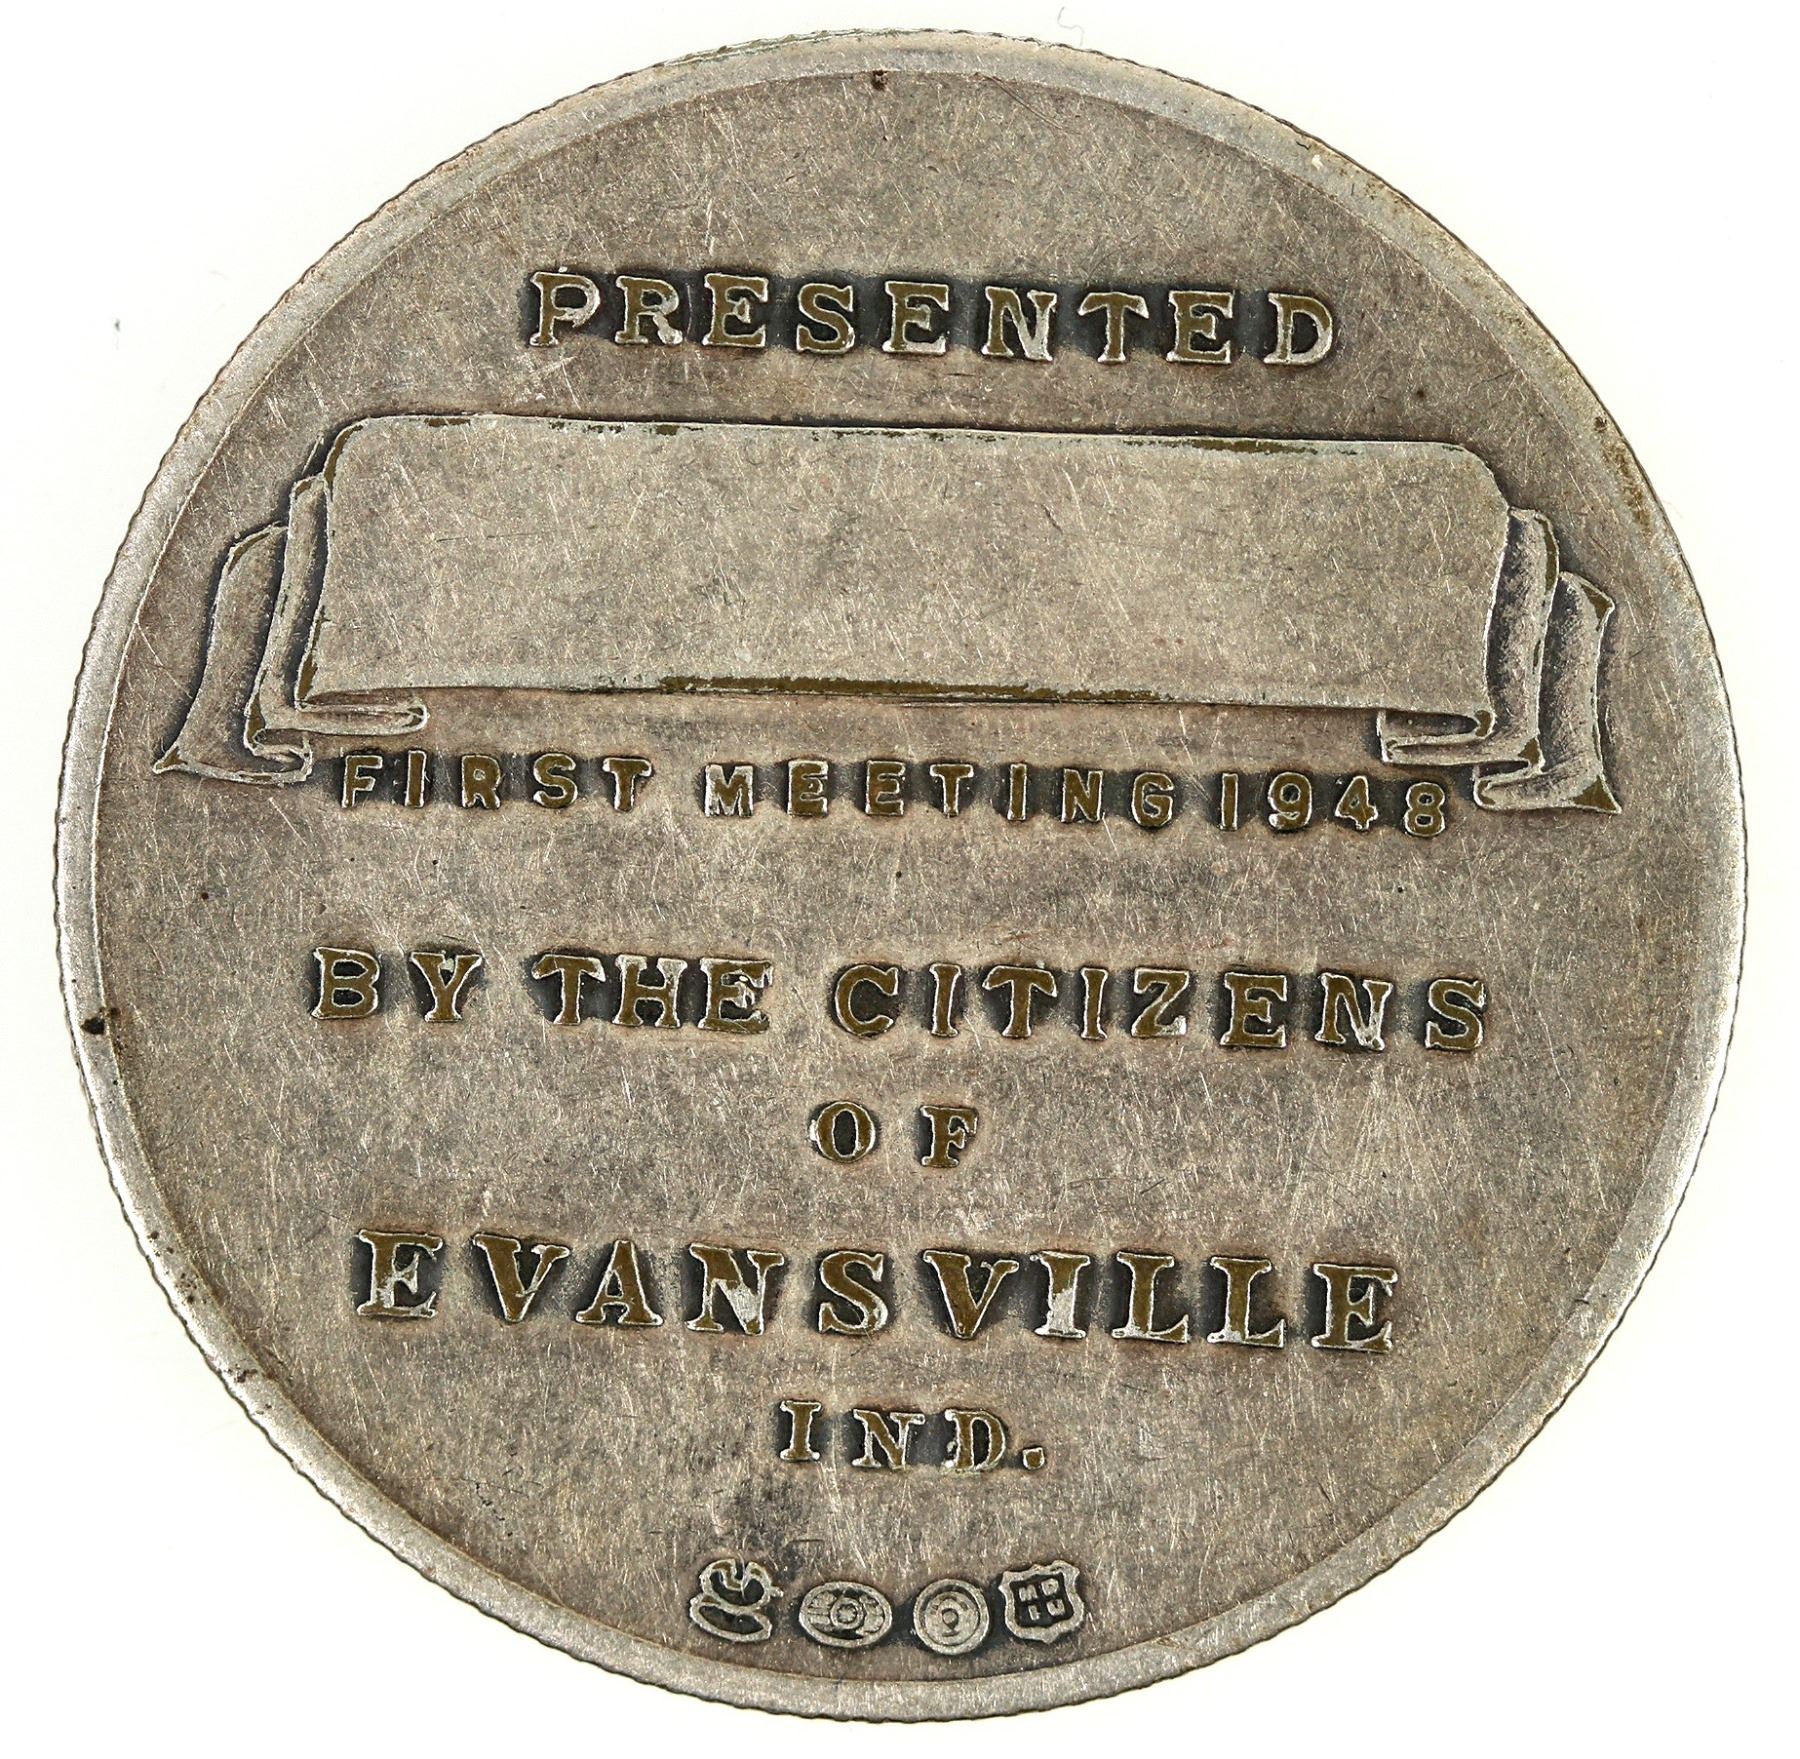 PRESENTED
FIRST MEETING 1948
BY THE CITIZENS
OF
EVANSVILLE
IND.